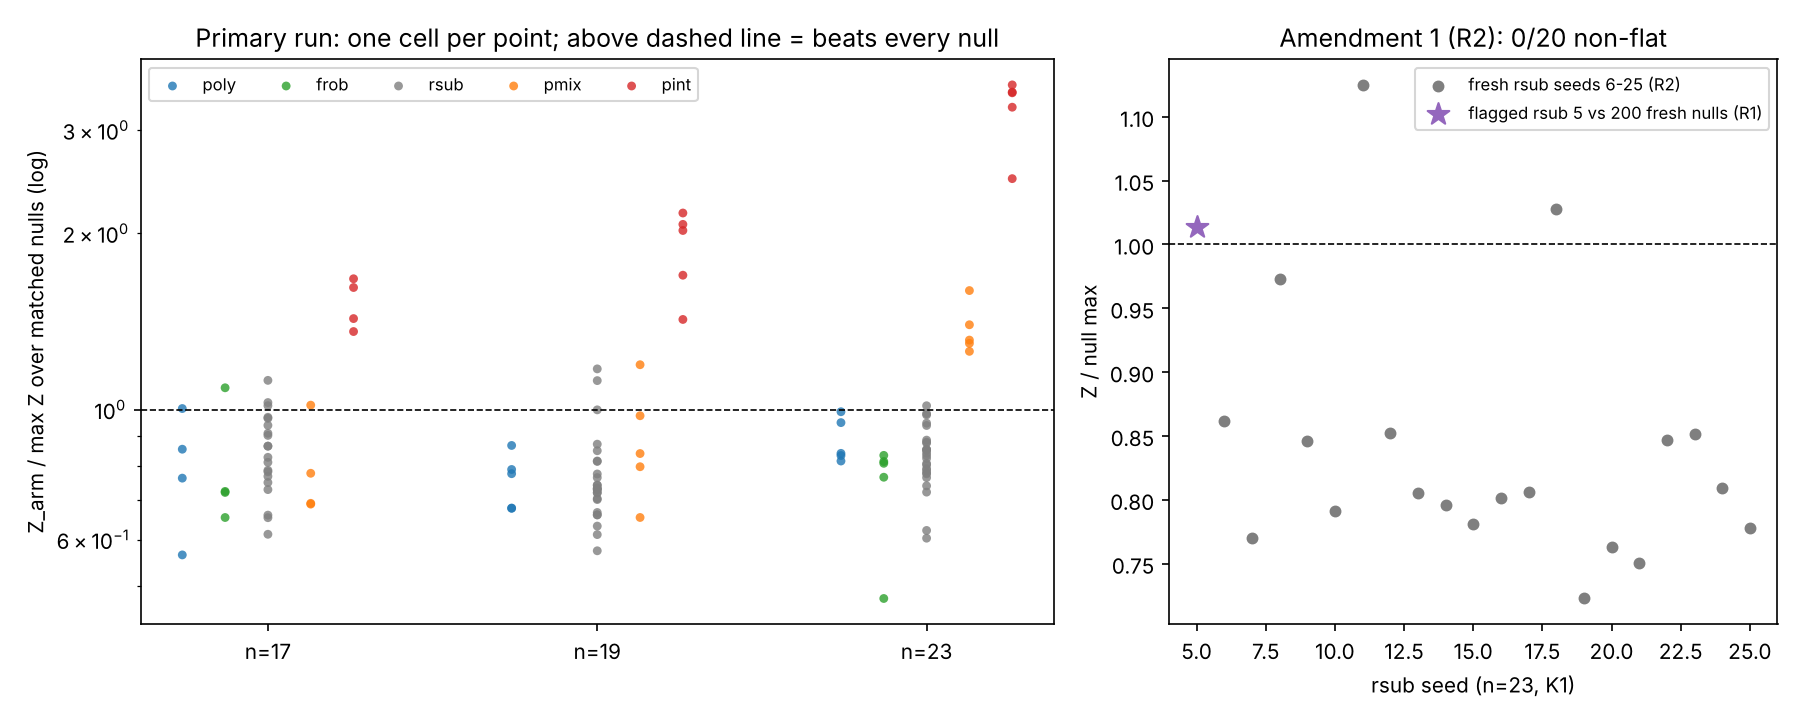 Primary run: one cell per point; above dashed line = beats every null
poly frob rsub pmix pint
Z_arm / max Z over matched nulls (log)
3 × 10⁰
2 × 10⁰
10⁰
6 × 10⁻¹
n=17 n=19 n=23
Amendment 1 (R2): 0/20 non-flat
fresh rsub seeds 6-25 (R2)
flagged rsub 5 vs 200 fresh nulls (R1)
Z / null max
1.10
1.05
1.00
0.95
0.90
0.85
0.80
0.75
5.0 7.5 10.0 12.5 15.0 17.5 20.0 22.5 25.0
rsub seed (n=23, K1)